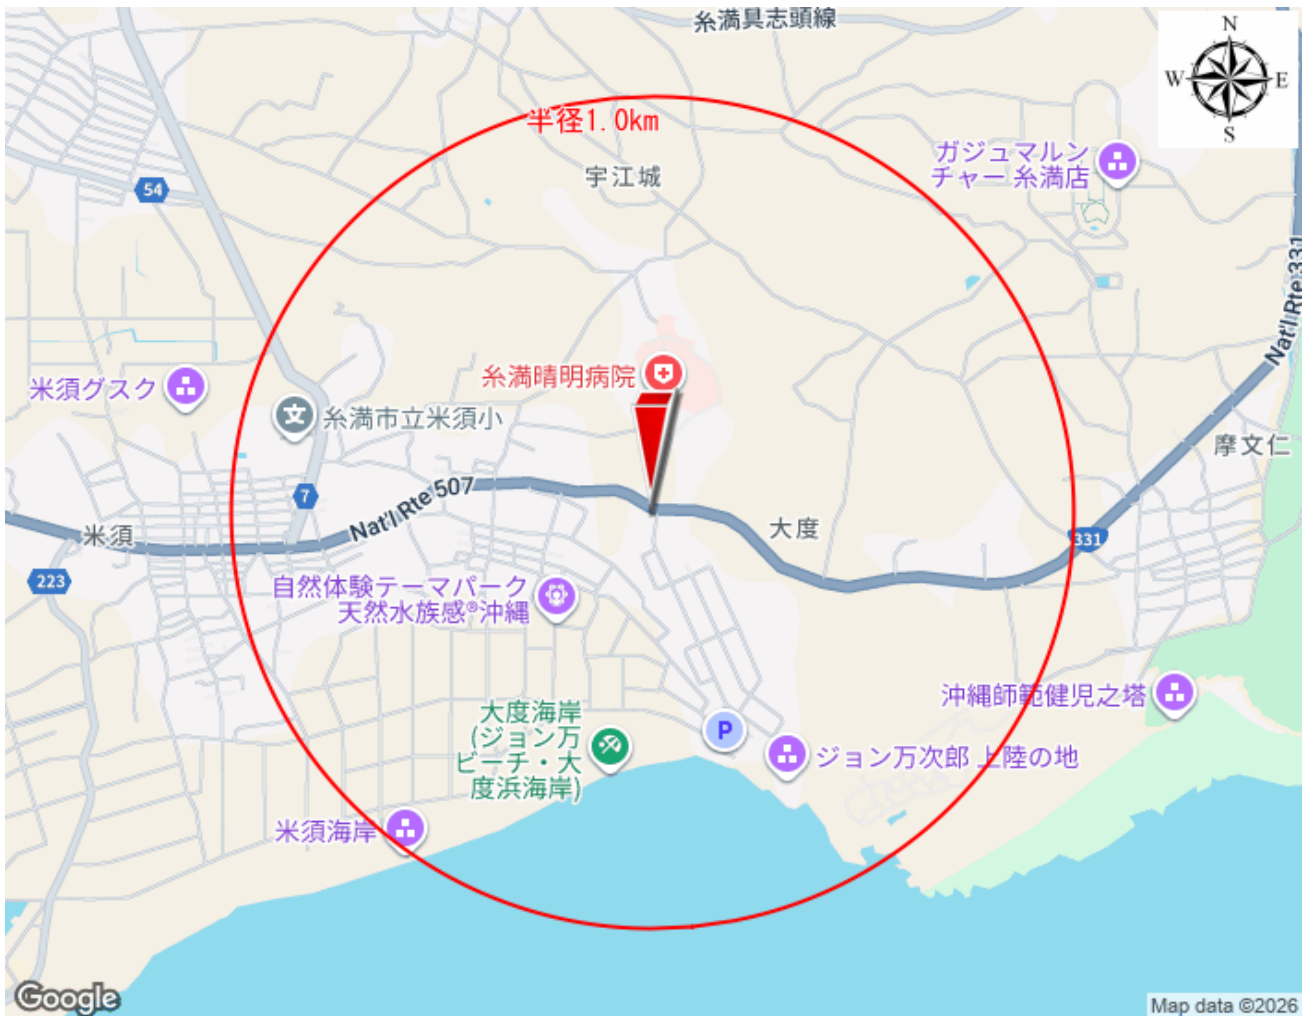 糸満具志頭線
N
W
E
S
半径1.0km
ガジュマルン
チャー 糸満店
宇江城
54
Nat'l Rte 331
糸満晴明病院
米須グスク
糸満市立米須小
摩文仁
7
Nat'l Rte 507
大度
米須
331
223
自然体験テーマパーク
天然水族感®沖縄
沖縄師範健児之塔
大度海岸
(ジョン万
ビーチ・大
度浜海岸)
P
ジョン万次郎 上陸の地
米須海岸
Google
Map data ©2026